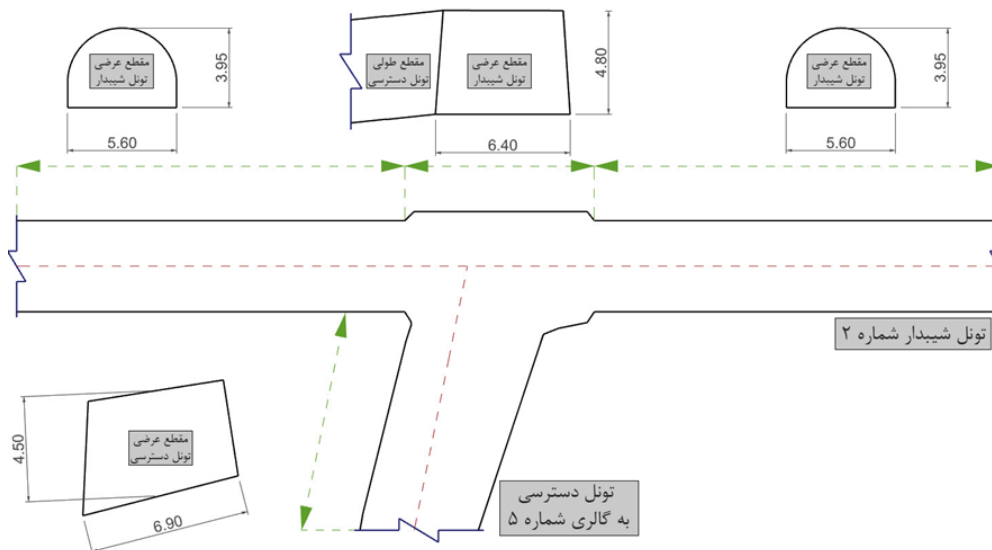 مقطع عرضی
تونل شیبدار
3.95
5.60
مقطع طولی
تونل دسترسی
مقطع عرضی
تونل شیبدار
4.80
6.40
مقطع عرضی
تونل شیبدار
3.95
5.60
تونل شیبدار شماره ۲
مقطع عرضی
تونل دسترسی
4.50
6.90
تونل دسترسی
به گالری شماره ۵